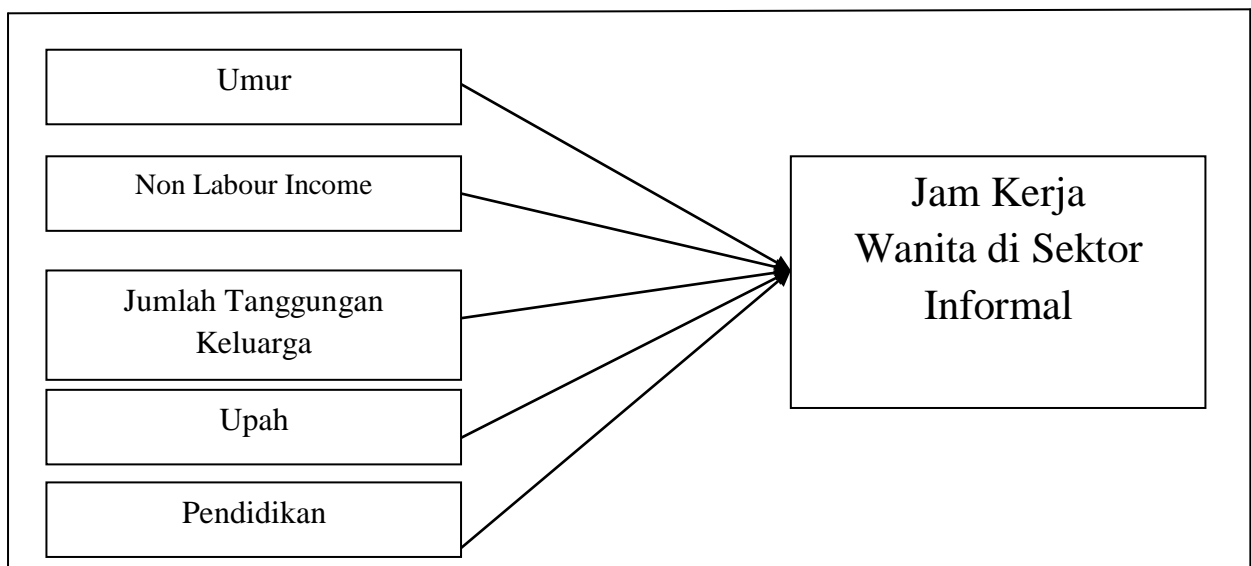 Umur
Non Labour Income
Jumlah Tanggungan
Keluarga
Upah
Pendidikan
Jam Kerja
Wanita di Sektor
Informal